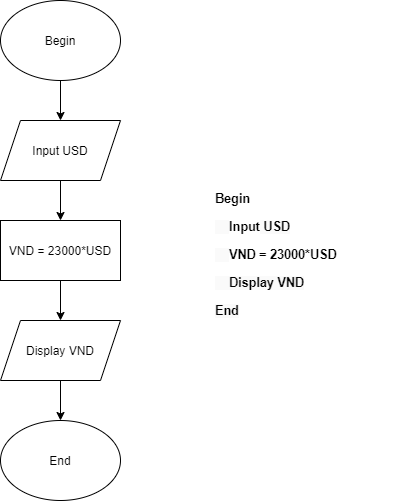 Begin
Input USD
VND = 23000*USD
Display VND
End
Begin
Input USD
VND = 23000*USD
Display VND
End